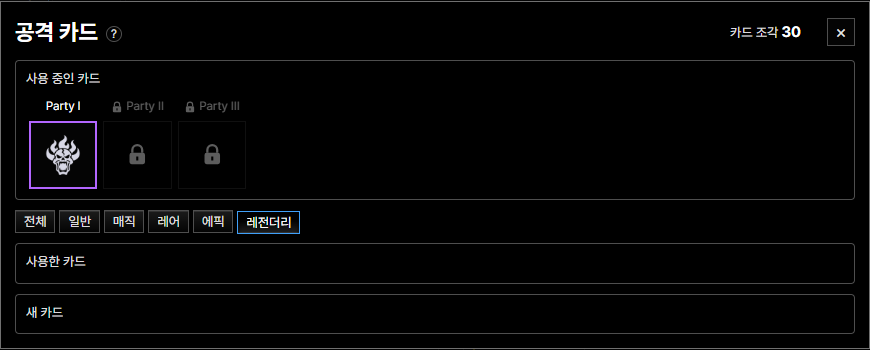 공격 카드 ? 카드 조각 30 ×
사용 중인 카드
Party I Party II Party III
전체 일반 매직 레어 에픽 레전더리
사용한 카드
새 카드